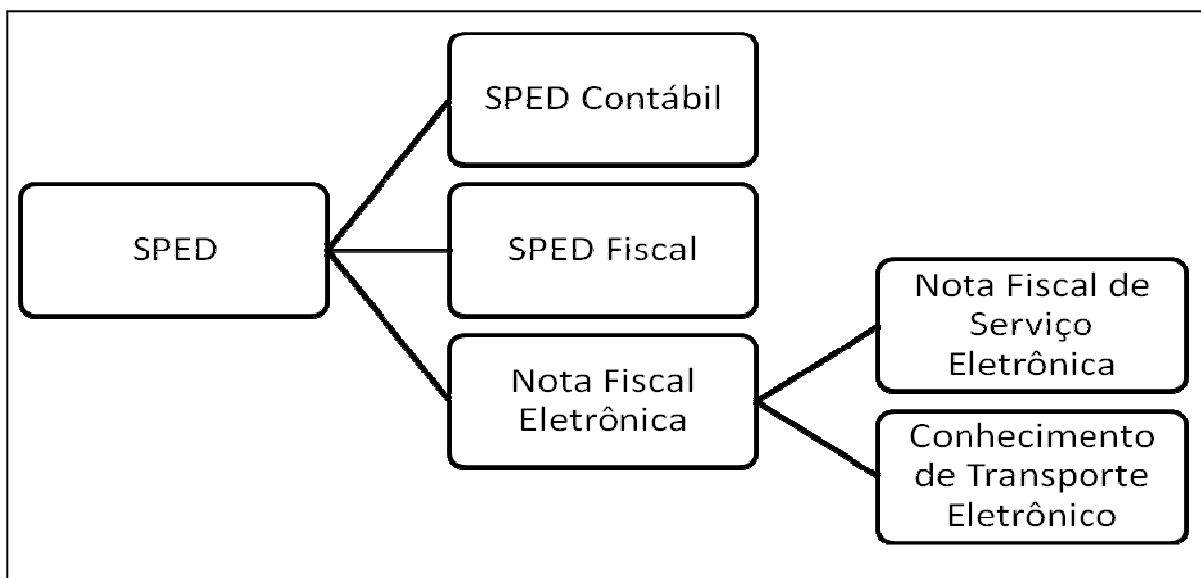 SPED
SPED Contábil
SPED Fiscal
Nota Fiscal
Eletrônica
Nota Fiscal de
Serviço
Eletrônica
Conhecimento
de Transporte
Eletrônico